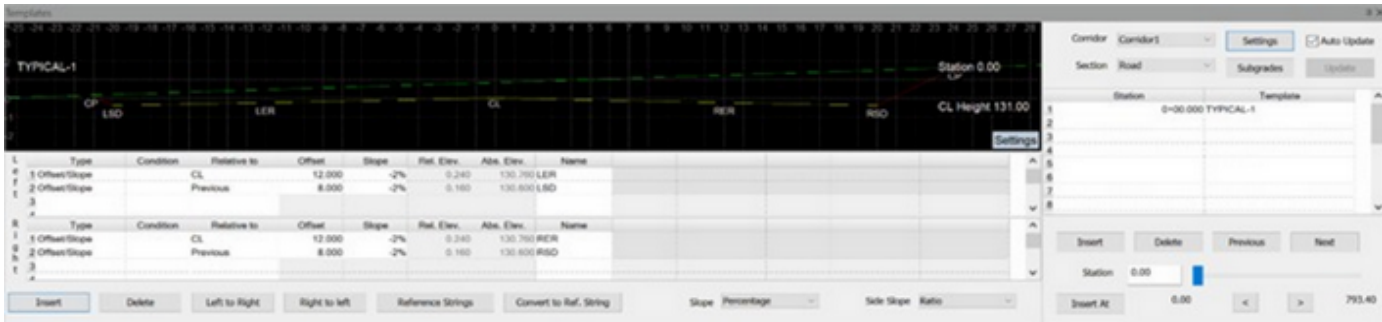 Templates
-25 -24 -23 -22 -21 -20 -19 -18 -17 -16 -15 -14 -13 -12 -11 -10 -9 -8 -7 -6 -5 -4 -3 -2 -1 0 1 2 3 4 5 6 7 8 9 10 11 12 13 14 15 16 17 18 19 20 21 22 23 24 25 26 27 28
TYPICAL-1
Station 0.00
CP
CP
LSD
LER
CL
RER
RSD
CL Height 131.00
Settings
Left
Type Condition Relative to Offset Slope Rel. Elev. Abs. Elev. Name
1 Offset/Slope CL 12.000 -2% 0.240 130.760 LER
2 Offset/Slope Previous 8.000 -2% 0.160 130.600 LSD
3
4
Right
Type Condition Relative to Offset Slope Rel. Elev. Abs. Elev. Name
1 Offset/Slope CL 12.000 -2% 0.240 130.760 RER
2 Offset/Slope Previous 8.000 -2% 0.160 130.600 RSD
3
4
Insert Delete Left to Right Right to left Reference Strings Convert to Ref. String Slope Percentage Side Slope Ratio
Corridor Corridor1 Settings Auto Update
Section Road Subgrades Update
Station Template
1 0+00.000 TYPICAL-1
2
3
4
5
6
7
8
Insert Delete Previous Next
Station 0.00
Insert At 0.00 < > 793.40